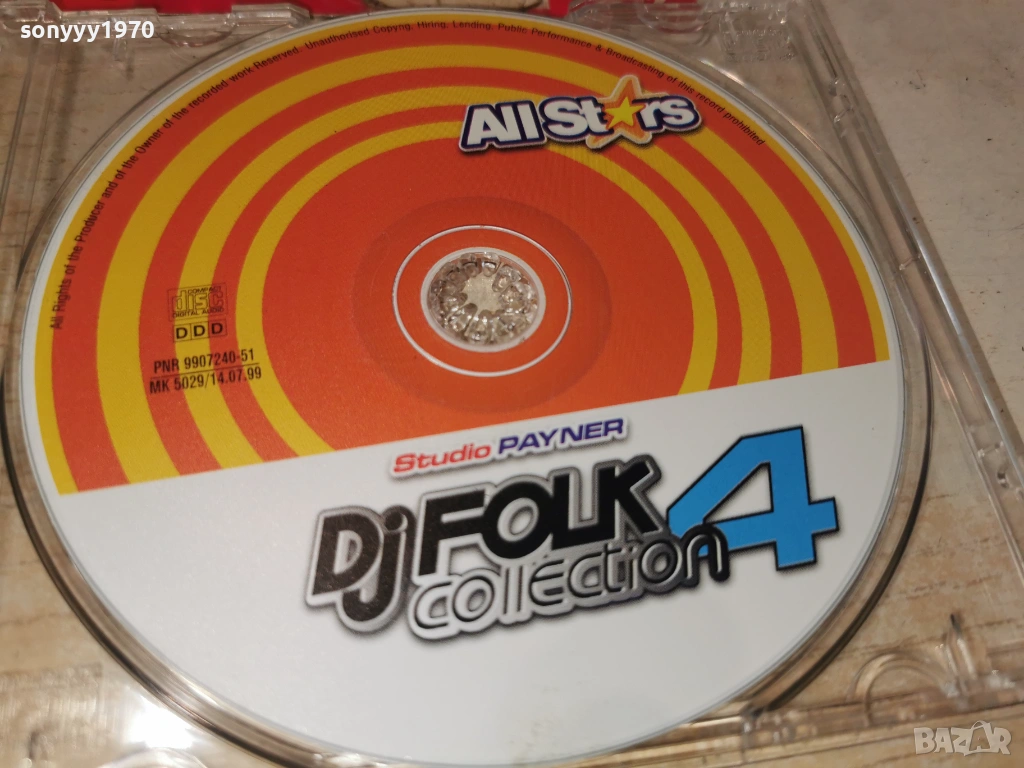 sonyyy1970
All Rights of the Producer and of the Owner of the recorded work Reserved. Unauthorised Copyng, Hiring, Lending, Public Performance & Broadcasting of this record prohibited
All Stars
COMPACT
disc
DIGITAL AUDIO
DDD
PNR 9907240-51
MK 5029/14.07.99
Studio PAYNER
Dj FOLK 4
collection
BAZAR